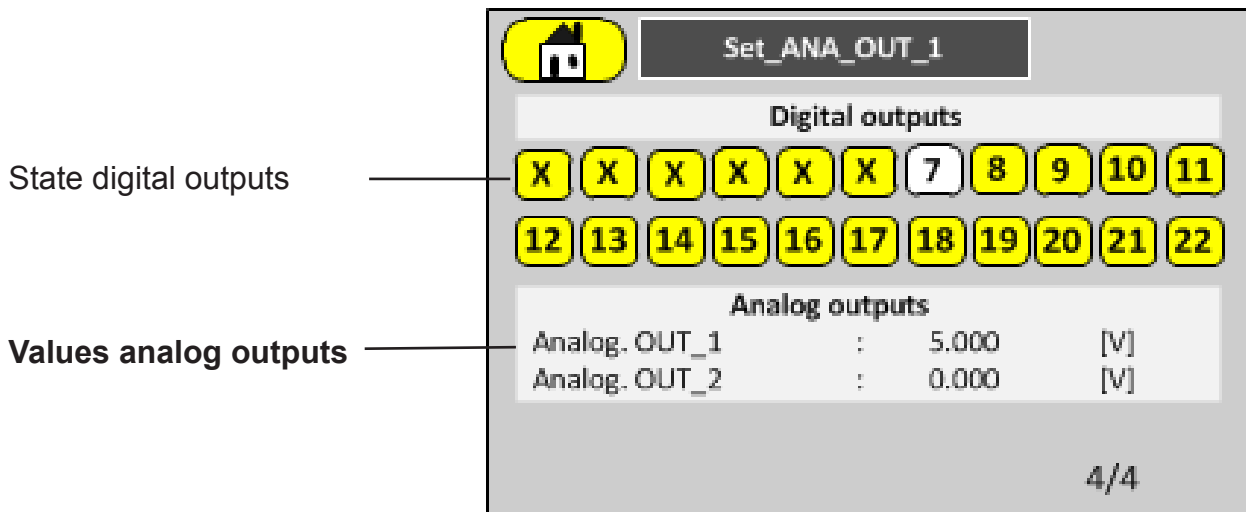 Set_ANA_OUT_1
Digital outputs
State digital outputs
X X X X X X 7 8 9 10 11
12 13 14 15 16 17 18 19 20 21 22
Analog outputs
Values analog outputs
Analog. OUT_1 : 5.000 [V]
Analog. OUT_2 : 0.000 [V]
4/4